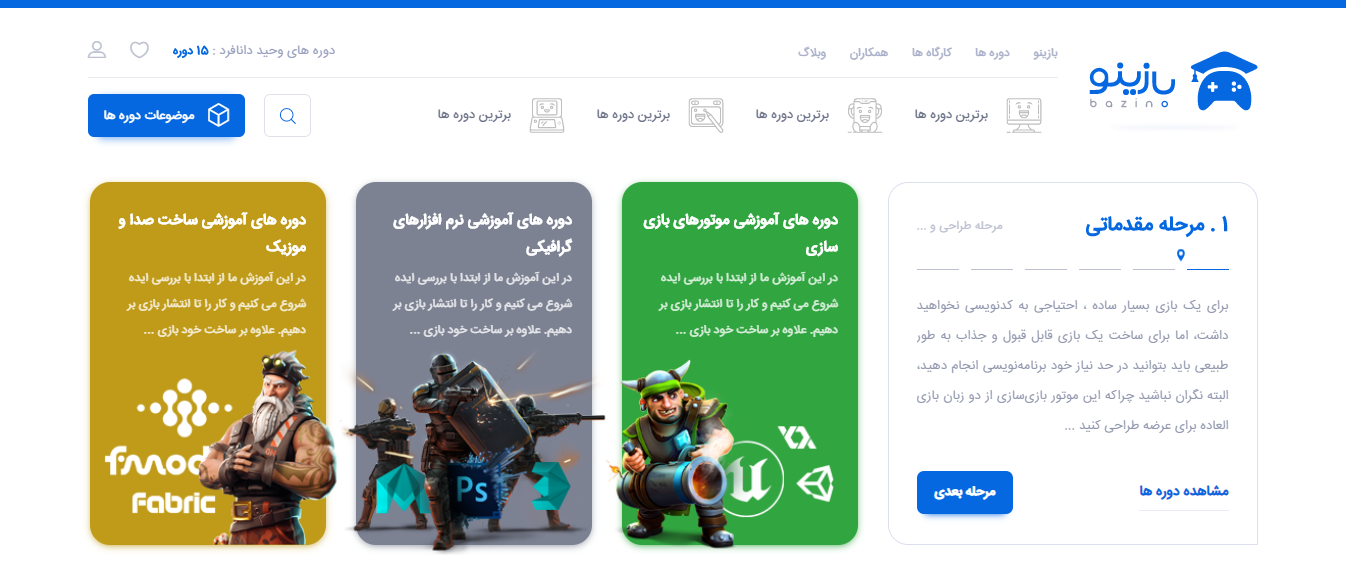 بازینو
bazino
بازینو
دوره ها
کارگاه ها
همکاران
وبلاگ
دوره های وحید دانافرد : ۱۵ دوره
برترین دوره ها
برترین دوره ها
برترین دوره ها
برترین دوره ها
موضوعات دوره ها
۱ . مرحله مقدماتی
مرحله طراحی و ...
برای یک بازی بسیار ساده ، احتیاجی به کدنویسی نخواهید
داشت، اما برای ساخت یک بازی قابل قبول و جذاب به طور
طبیعی باید بتوانید در حد نیاز خود برنامه‌نویسی انجام دهید،
البته نگران نباشید چراکه این موتور بازی‌سازی از دو زبان بازی
العاده برای عرضه طراحی کنید ...
مشاهده دوره ها
مرحله بعدی
دوره های آموزشی موتورهای بازی
سازی
در این آموزش ما از ابتدا با بررسی ایده
شروع می کنیم و کار را تا انتشار بازی بر
دهیم. علاوه بر ساخت خود بازی ...
دوره های آموزشی نرم افزارهای
گرافیکی
در این آموزش ما از ابتدا با بررسی ایده
شروع می کنیم و کار را تا انتشار بازی بر
دهیم. علاوه بر ساخت خود بازی ...
Ps
دوره های آموزشی ساخت صدا و
موزیک
در این آموزش ما از ابتدا با بررسی ایده
شروع می کنیم و کار را تا انتشار بازی بر
دهیم. علاوه بر ساخت خود بازی ...
fmod
Fabric